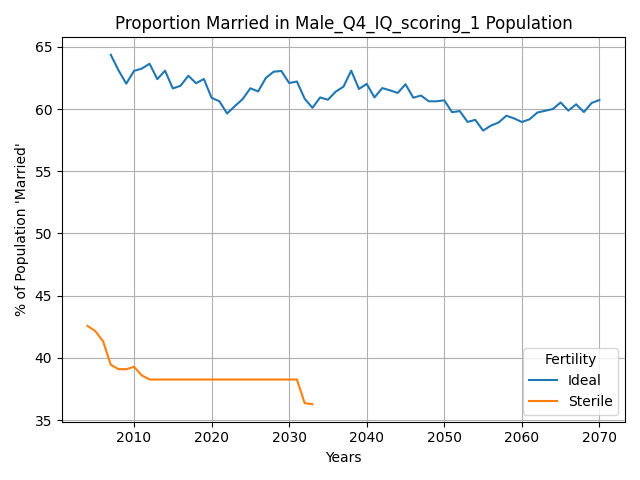 Proportion Married in Male_Q4_IQ_scoring_1 Population
% of Population 'Married'
65
60
55
50
45
40
35
2010 2020 2030 2040 2050 2060 2070
Years
Fertility
Ideal
Sterile